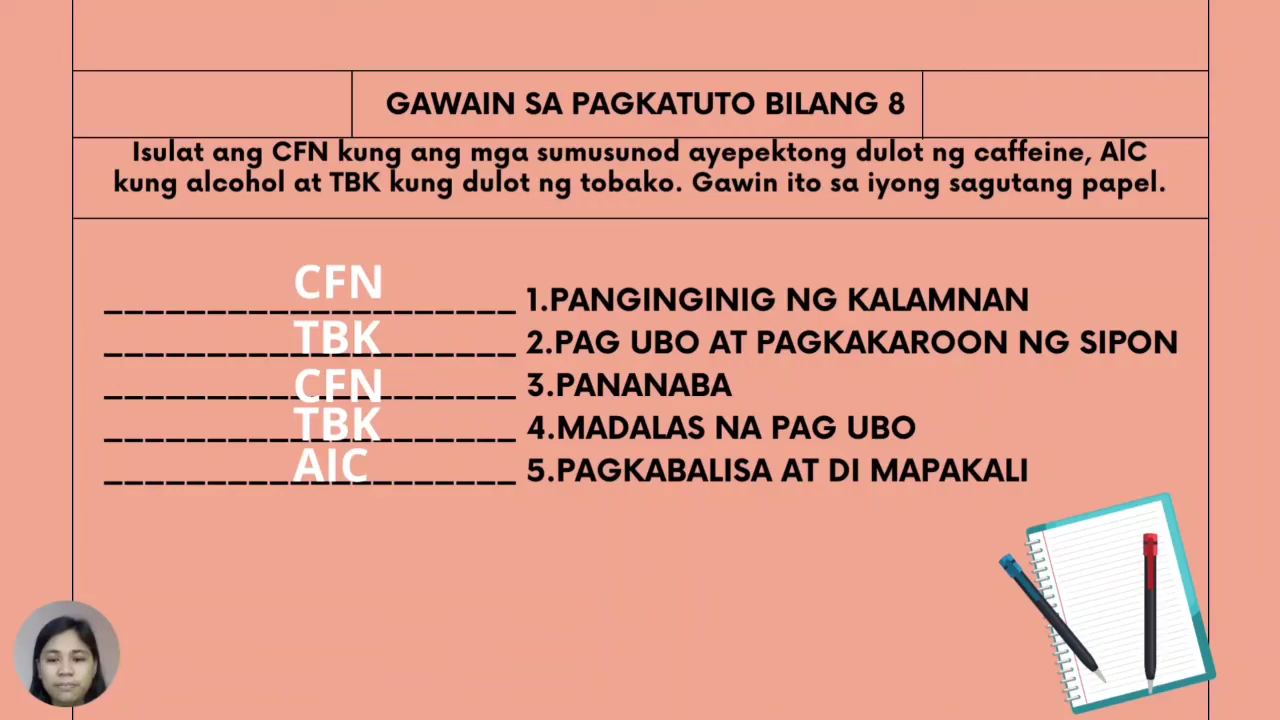 GAWAIN SA PAGKATUTO BILANG 8
Isulat ang CFN kung ang mga sumusunod ayepektong dulot ng caffeine, AlC
kung alcohol at TBK kung dulot ng tobako. Gawin ito sa iyong sagutang papel.
CFN 1.PANGINGINIG NG KALAMNAN
TBK 2.PAG UBO AT PAGKAKAROON NG SIPON
CFN 3.PANANABA
TBK 4.MADALAS NA PAG UBO
AlC 5.PAGKABALISA AT DI MAPAKALI